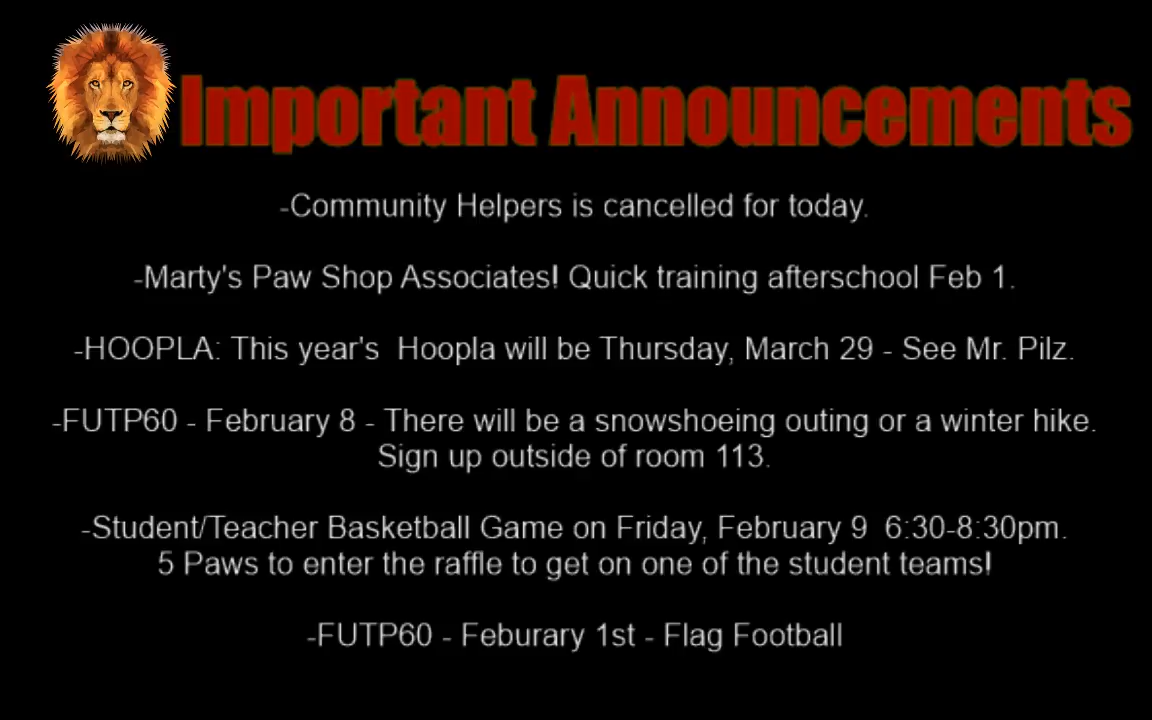 Important Announcements
-Community Helpers is cancelled for today.
-Marty's Paw Shop Associates! Quick training afterschool Feb 1.
-HOOPLA: This year's  Hoopla will be Thursday, March 29 - See Mr. Pilz.
-FUTP60 - February 8 - There will be a snowshoeing outing or a winter hike.
Sign up outside of room 113.
-Student/Teacher Basketball Game on Friday, February 9  6:30-8:30pm.
5 Paws to enter the raffle to get on one of the student teams!
-FUTP60 - Feburary 1st - Flag Football